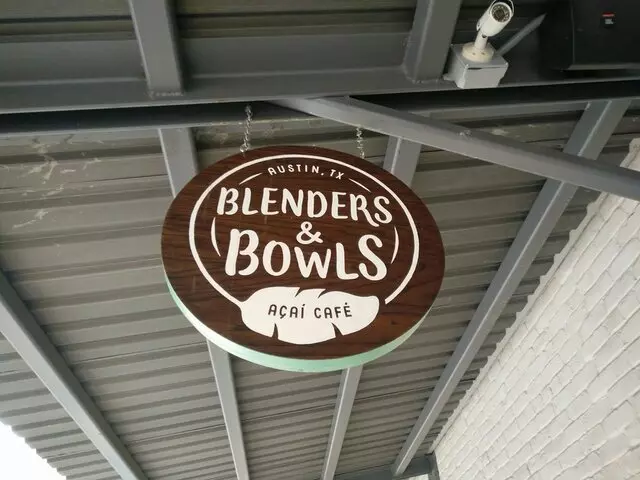 AUSTIN, TX
BLENDERS
&
BOWLS
AÇAÍ CAFÉ